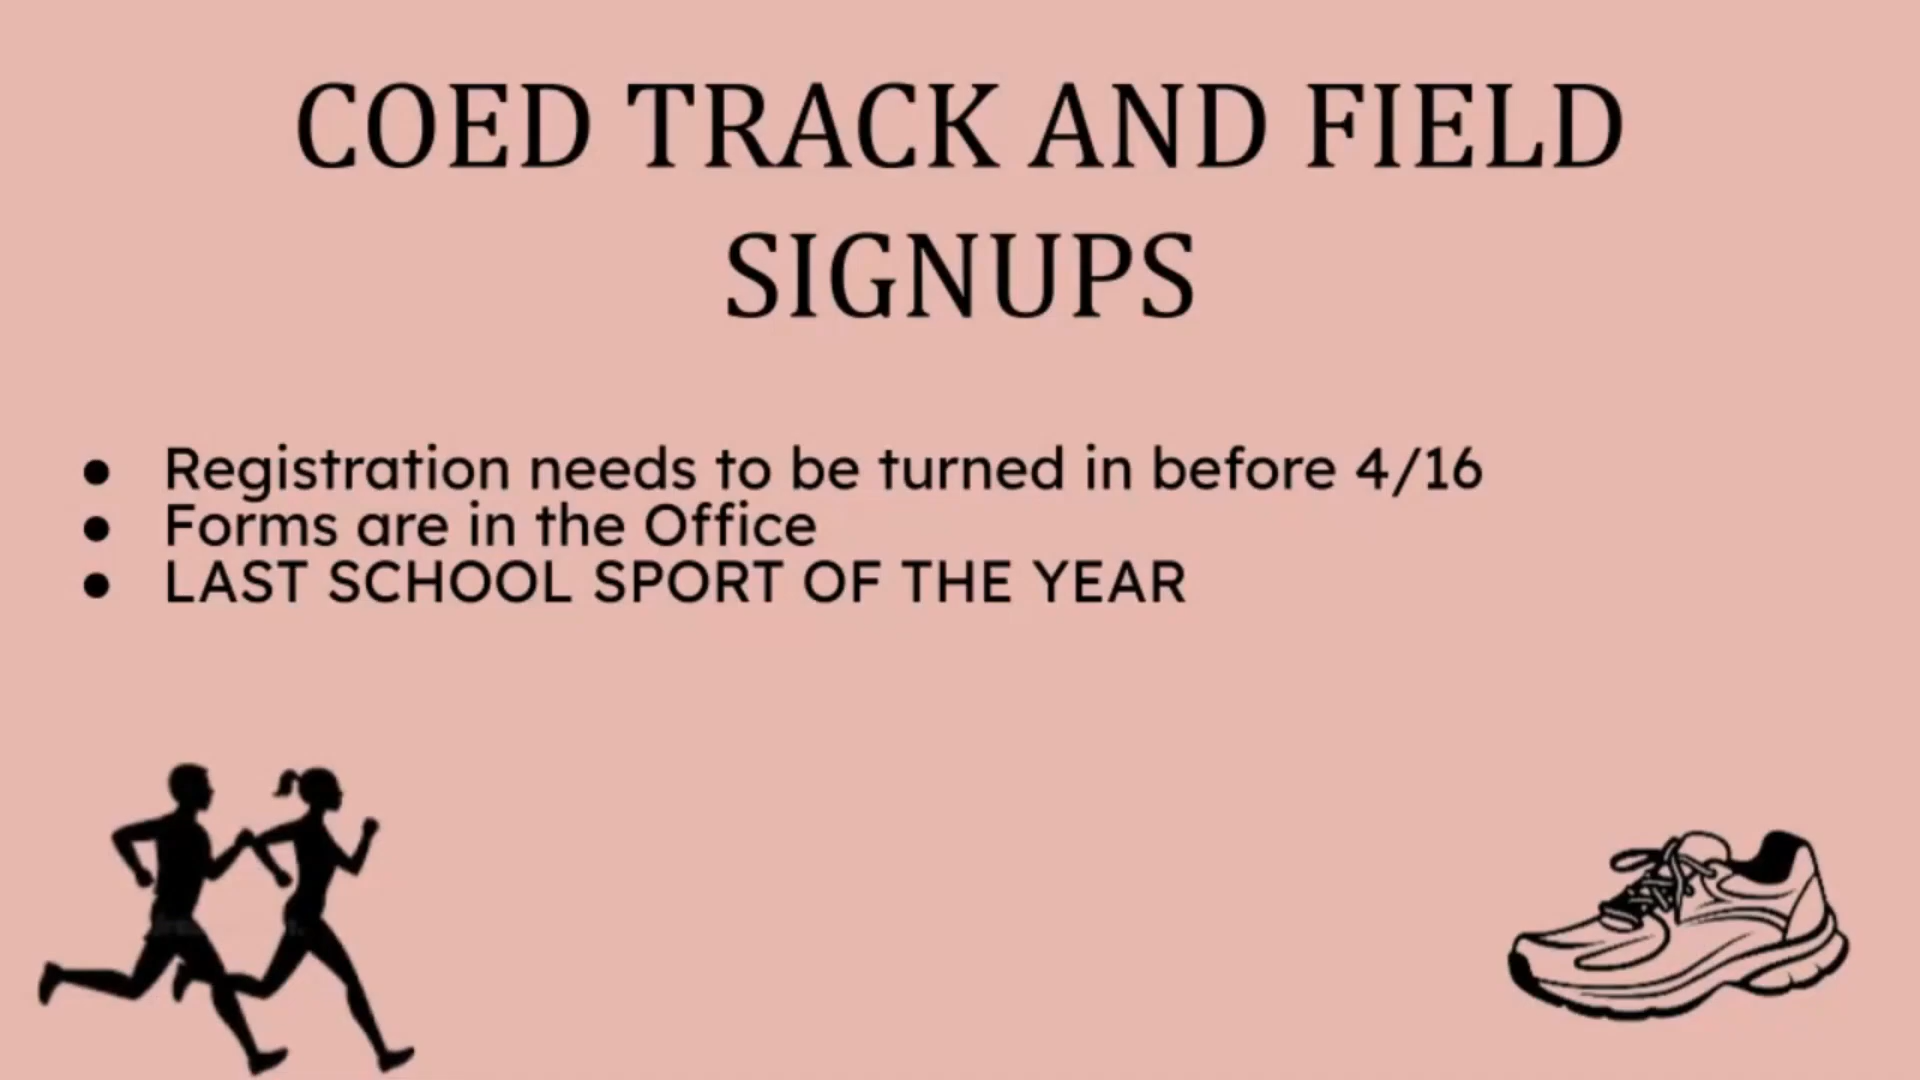 COED TRACK AND FIELD
SIGNUPS
● Registration needs to be turned in before 4/16
● Forms are in the Office
● LAST SCHOOL SPORT OF THE YEAR